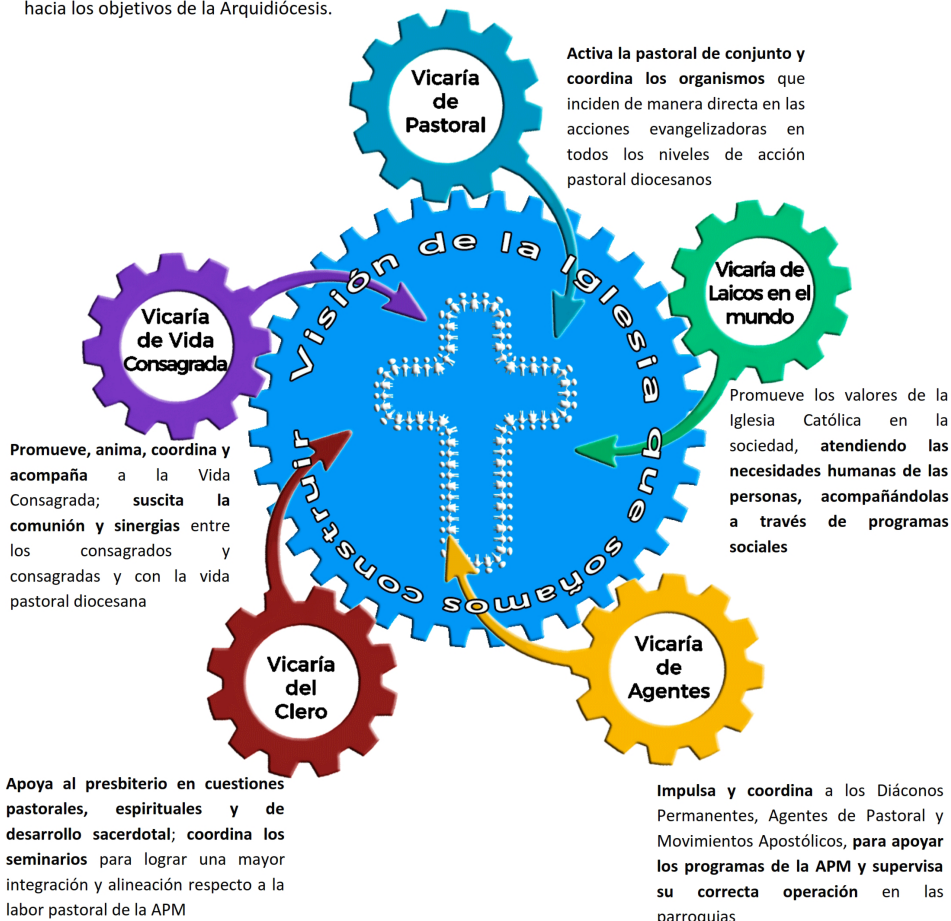 hacia los objetivos de la Arquidiócesis.
Vicaría
de
Pastoral
Activa la pastoral de conjunto y
coordina los organismos que
inciden de manera directa en las
acciones evangelizadoras en
todos los niveles de acción
pastoral diocesanos
Visión de la Iglesia que soñamos construir
Vicaría de
Laicos en el
mundo
Promueve los valores de la
Iglesia Católica en la
sociedad, atendiendo las
necesidades humanas de las
personas, acompañándolas
a través de programas
sociales
Vicaría
de Vida
Consagrada
Promueve, anima, coordina y
acompaña a la Vida
Consagrada; suscita la
comunión y sinergias entre
los consagrados y
consagradas y con la vida
pastoral diocesana
Vicaría
del
Clero
Apoya al presbiterio en cuestiones
pastorales, espirituales y de
desarrollo sacerdotal; coordina los
seminarios para lograr una mayor
integración y alineación respecto a la
labor pastoral de la APM
Vicaría
de
Agentes
Impulsa y coordina a los Diáconos
Permanentes, Agentes de Pastoral y
Movimientos Apostólicos, para apoyar
los programas de la APM y supervisa
su correcta operación en las
parroquias